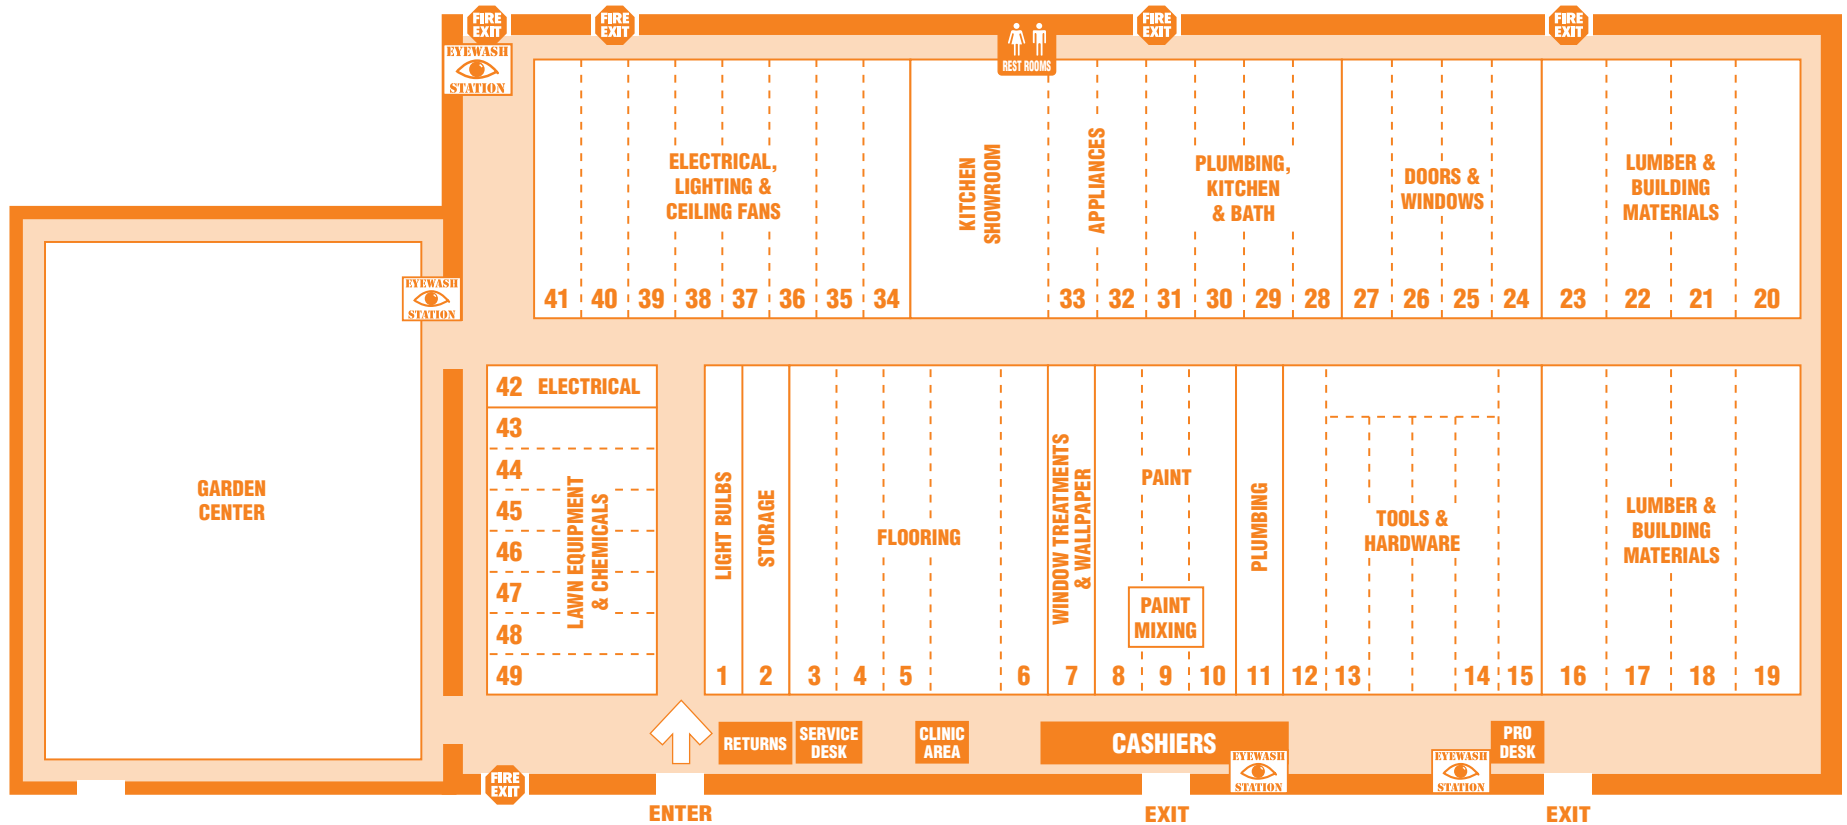 FIRE
EXIT
FIRE
EXIT
FIRE
EXIT
FIRE
EXIT
EYEWASH
STATION
REST ROOMS
ELECTRICAL,
LIGHTING &
CEILING FANS
KITCHEN
SHOWROOM
APPLIANCES
PLUMBING,
KITCHEN
& BATH
DOORS &
WINDOWS
LUMBER &
BUILDING
MATERIALS
41 40 39 38 37 36 35 34 33 32 31 30 29 28 27 26 25 24 23 22 21 20
EYEWASH
STATION
GARDEN
CENTER
42 ELECTRICAL
43
44
45
46
47
48
49
LAWN EQUIPMENT
& CHEMICALS
LIGHT BULBS
STORAGE
FLOORING
WINDOW TREATMENTS
& WALLPAPER
PAINT
PAINT
MIXING
PLUMBING
TOOLS &
HARDWARE
LUMBER &
BUILDING
MATERIALS
1 2 3 4 5 6 7 8 9 10 11 12 13 14 15 16 17 18 19
RETURNS
SERVICE
DESK
CLINIC
AREA
CASHIERS
EYEWASH
STATION
EYEWASH
STATION
PRO
DESK
FIRE
EXIT
ENTER
EXIT
EXIT